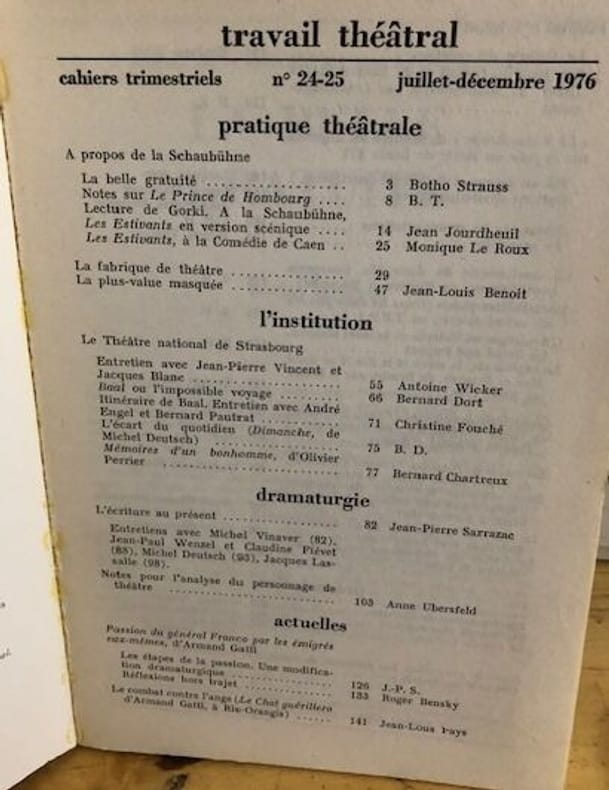 travail théâtral
cahiers trimestriels n° 24-25 juillet-décembre 1976
pratique théâtrale
A propos de la Schaubühne
La belle gratuité .................... 3 Botho Strauss
Notes sur Le Prince de Hombourg .... 8 B. T.
Lecture de Gorki. A la Schaubühne,
Les Estivants en version scénique .... 14 Jean Jourdheuil
Les Estivants, à la Comédie de Caen .. 25 Monique Le Roux
La fabrique de théâtre ................ 29
La plus-value masquée ................ 47 Jean-Louis Benoit
l'institution
Le Théâtre national de Strasbourg
Entretien avec Jean-Pierre Vincent et
Jacques Blanc .................... 55 Antoine Wicker
Baal ou l'impossible voyage ......... 66 Bernard Dort
Itinéraire de Baal. Entretien avec André
Engel et Bernard Pautrat ............ 71 Christine Fouché
L'écart du quotidien (Dimanche, de
Michel Deutsch) .................. 75 B. D.
Mémoires d'un bonhomme, d'Olivier
Perrier ........................ 77 Bernard Chartreux
dramaturgie
L'écriture au présent ................ 82 Jean-Pierre Sarrazac
Entretiens avec Michel Vinaver (82),
Jean-Paul Wenzel et Claudine Fiévet
(88), Michel Deutsch (93), Jacques Las-
salle (98).
Notes pour l'analyse du personnage de
théâtre ........................ 103 Anne Ubersfeld
actuelles
Passion du général Franco par les émigrés
eux-mêmes, d'Armand Gatti
Les étapes de la passion. Une modifica-
tion dramaturgique ................ 126 J.-P. S.
Réflexions hors trajet .............. 133 Roger Bensky
Le combat contre l'ange (Le Chat guérillero
d'Armand Gatti, à Ris-Orangis) ...... 141 Jean-Lous Pays